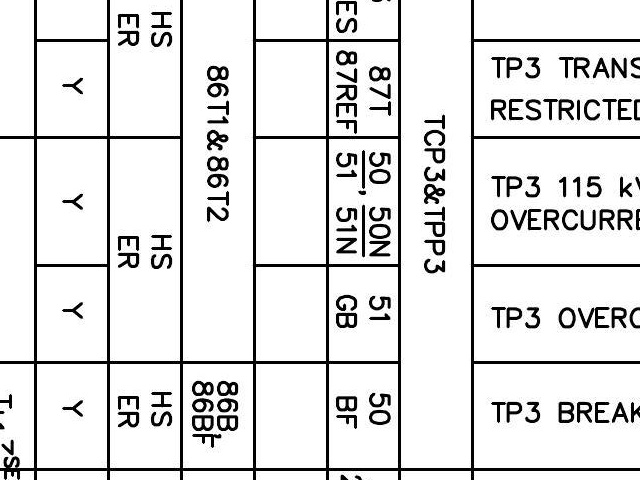 HS
ER
ES
TP3 TRANS
RESTRICTED
87T
87REF
Y
86T1&86T2
TCP3&TPP3
TP3 115 kV
OVERCURRE
50 50N
51, 51N
Y
HS
ER
TP3 OVERC
51
GB
Y
TP3 BREAK
50
BF
86B,
86BF
HS
ER
Y